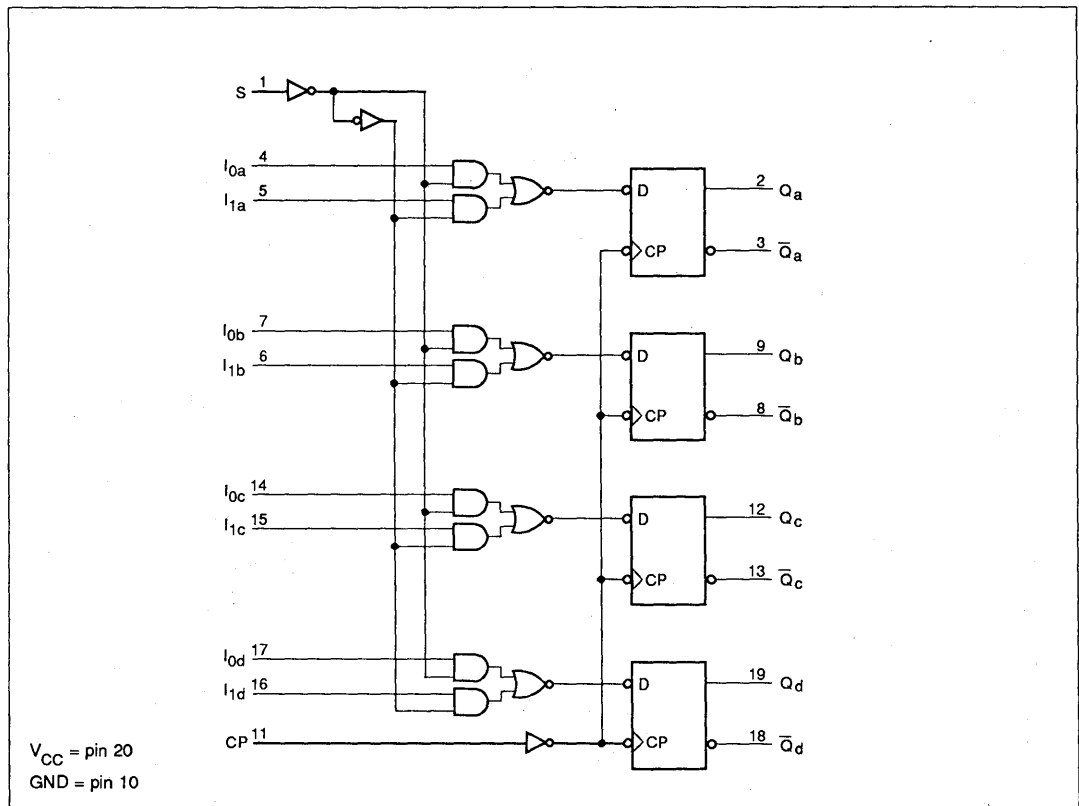 S 1
I0a 4
I1a 5
D
2 Qa
CP
3 Q̅a
I0b 7
I1b 6
D
9 Qb
CP
8 Q̅b
I0c 14
I1c 15
D
12 Qc
CP
13 Q̅c
I0d 17
I1d 16
D
19 Qd
CP 11
CP
18 Q̅d
VCC = pin 20
GND = pin 10